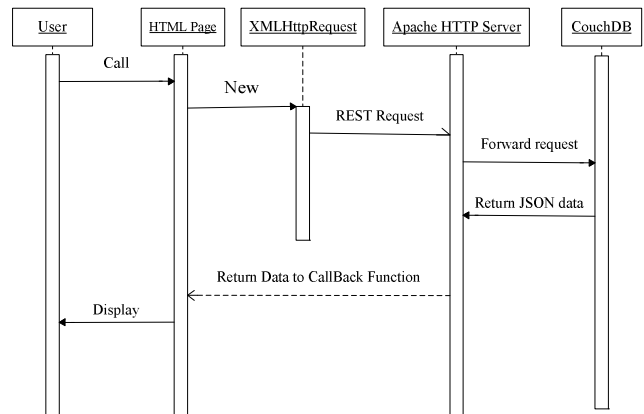 User
HTML Page
XMLHttpRequest
Apache HTTP Server
CouchDB
Call
New
REST Request
Forward request
Return JSON data
Return Data to CallBack Function
Display